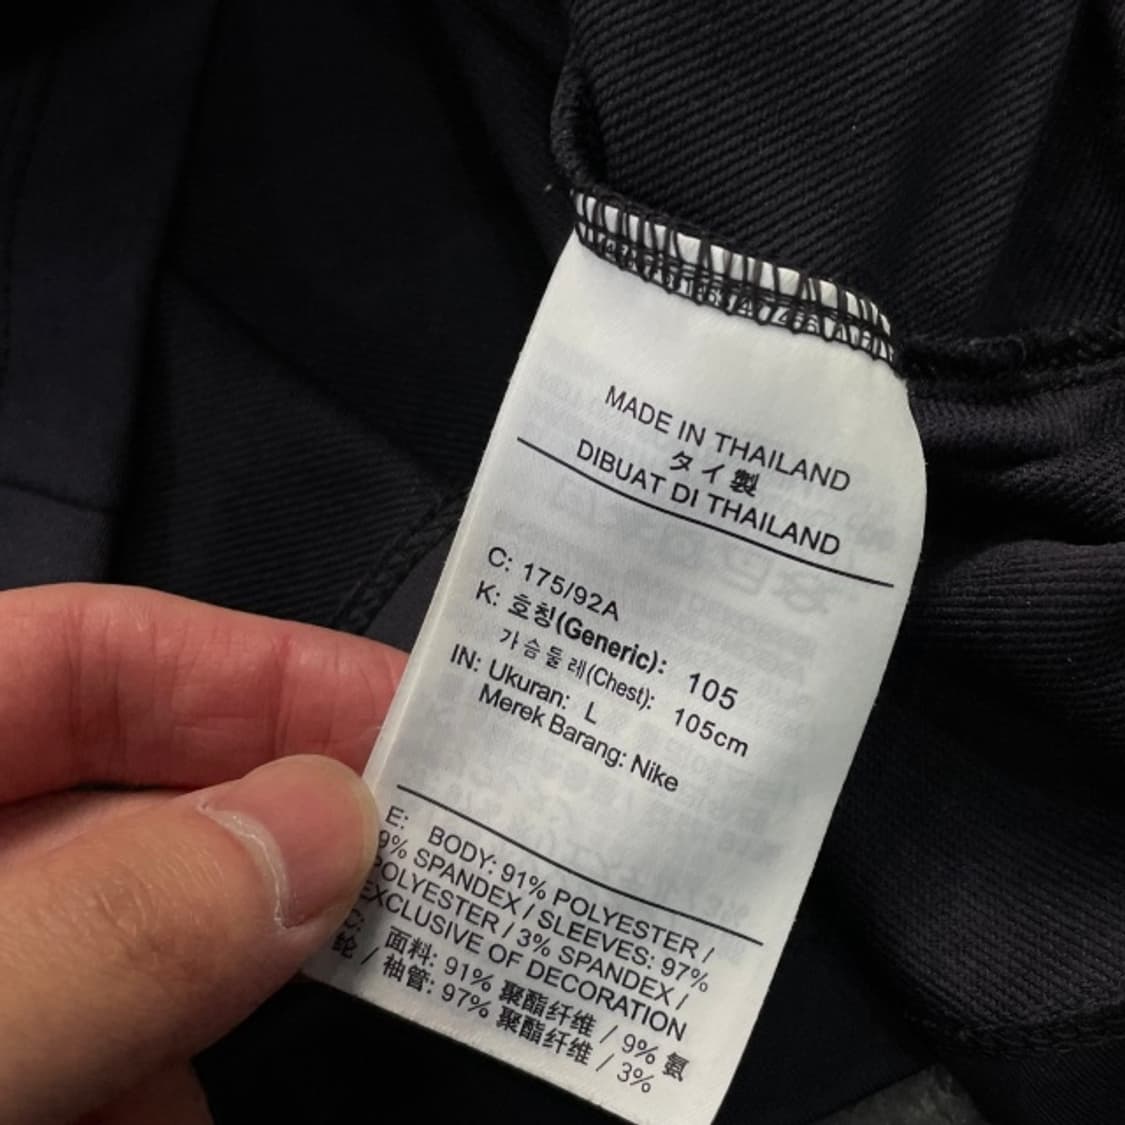 MADE IN THAILAND
タイ製
DIBUAT DI THAILAND
C: 175/92A
K: 호칭(Generic): 105
가슴둘레(Chest): 105cm
IN: Ukuran: L
Merek Barang: Nike
E: BODY: 91% POLYESTER /
9% SPANDEX / SLEEVES: 97%
POLYESTER / 3% SPANDEX /
EXCLUSIVE OF DECORATION
C: 面料: 91% 聚酯纤维 / 9% 氨
纶 / 袖管: 97% 聚酯纤维 / 3%